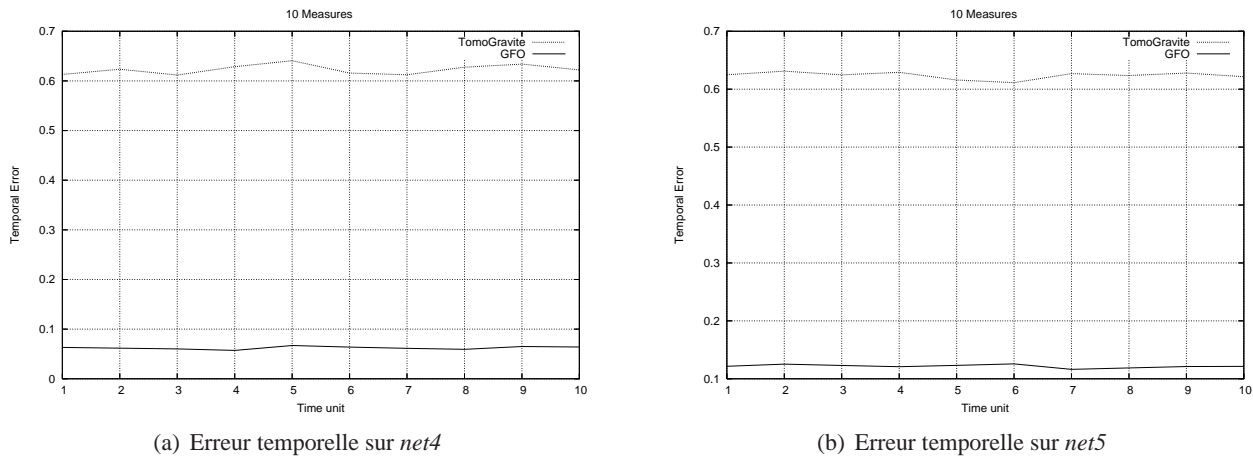 10 Measures
0.7
0.6
0.5
0.4
0.3
0.2
0.1
0
TomoGravite
GFO
Temporal Error
1 2 3 4 5 6 7 8 9 10
Time unit
(a) Erreur temporelle sur net4
10 Measures
0.7
0.6
0.5
0.4
0.3
0.2
0.1
TomoGravite
GFO
Temporal Error
1 2 3 4 5 6 7 8 9 10
Time unit
(b) Erreur temporelle sur net5